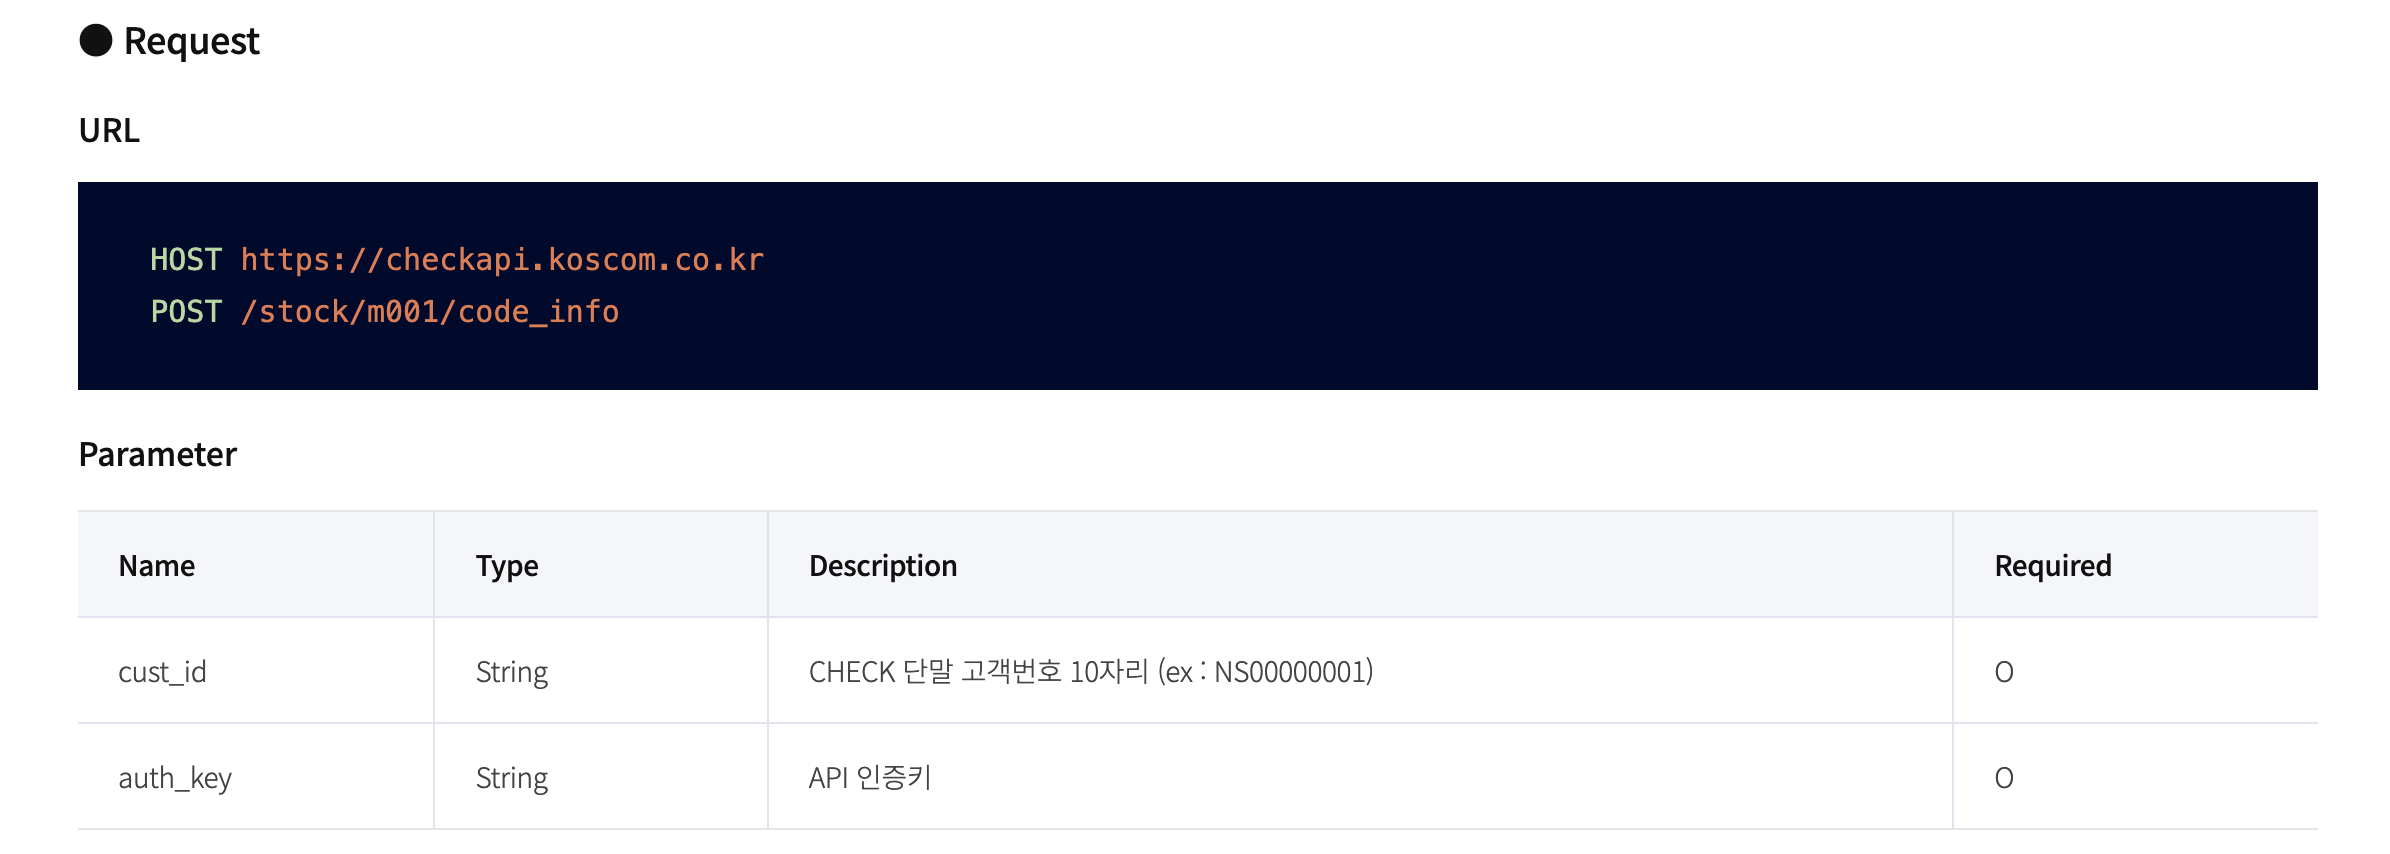 ● Request
URL
HOST https://checkapi.koscom.co.kr
POST /stock/m001/code_info
Parameter
Name Type Description Required
cust_id String CHECK 단말 고객번호 10자리 (ex : NS00000001) O
auth_key String API 인증키 O